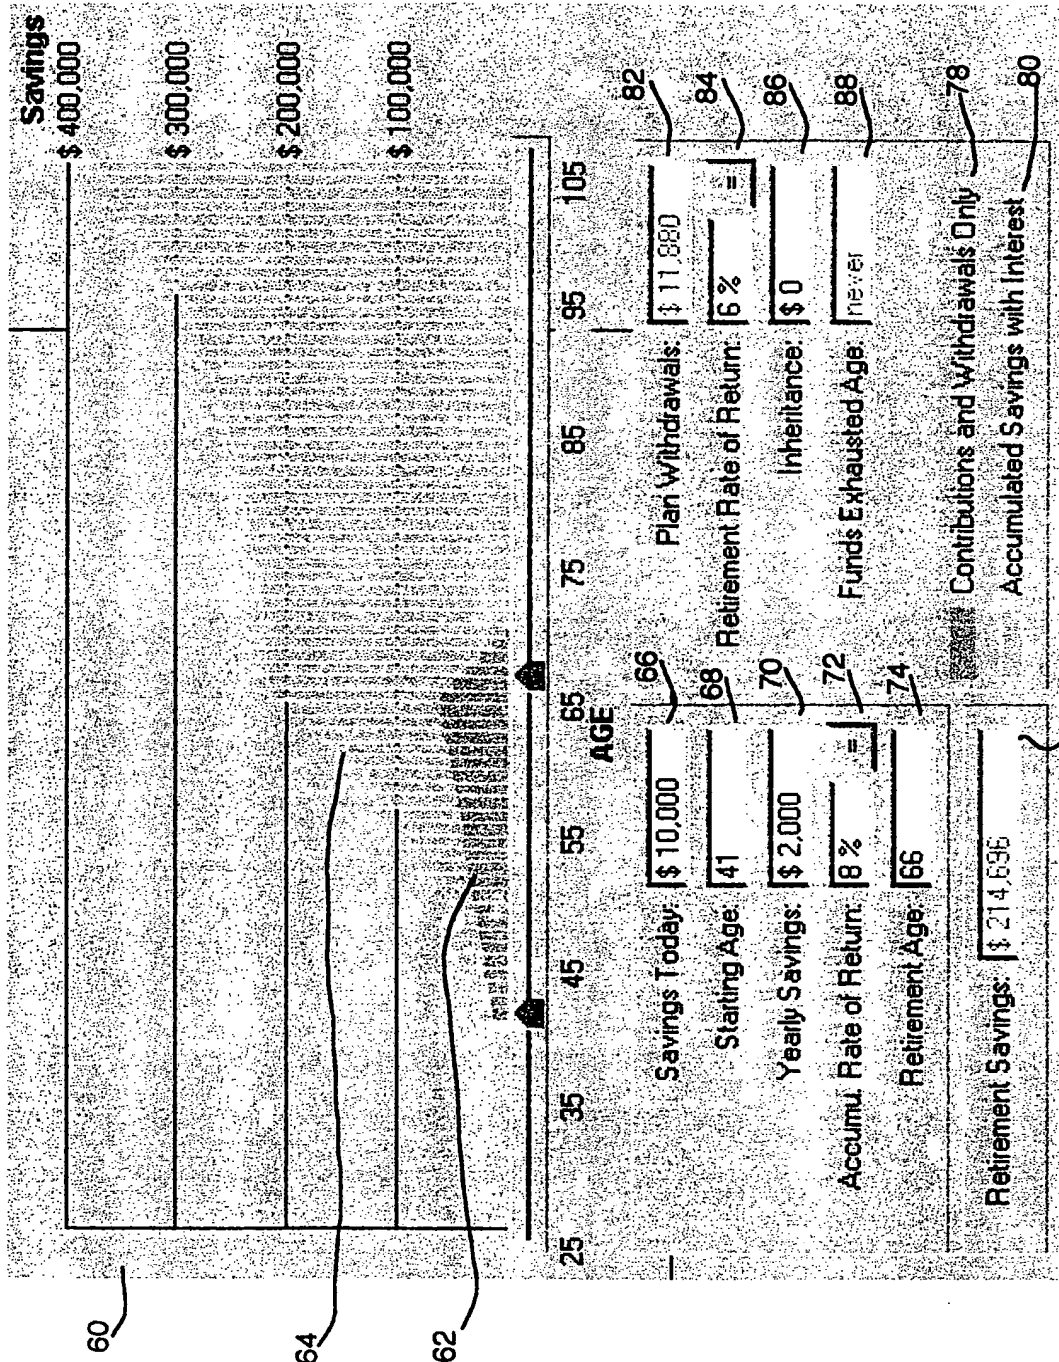 Savings
$ 400,000
$ 300,000
$ 200,000
$ 100,000
60
64
62
25 35 45 55 65 75 85 95 105
AGE
Savings Today: $ 10,000 66
Starting Age: 41 68
Yearly Savings: $ 2,000 70
Accumu. Rate of Return: 8 % = 72
Retirement Age: 66 74
Retirement Savings: $ 214,696
Plan Withdrawals: $ 11,880 82
Retirement Rate of Return: 6 % = 84
Inheritance: $ 0 86
Funds Exhausted Age: never 88
Contributions and Withdrawals Only 78
Accumulated Savings with Interest 80